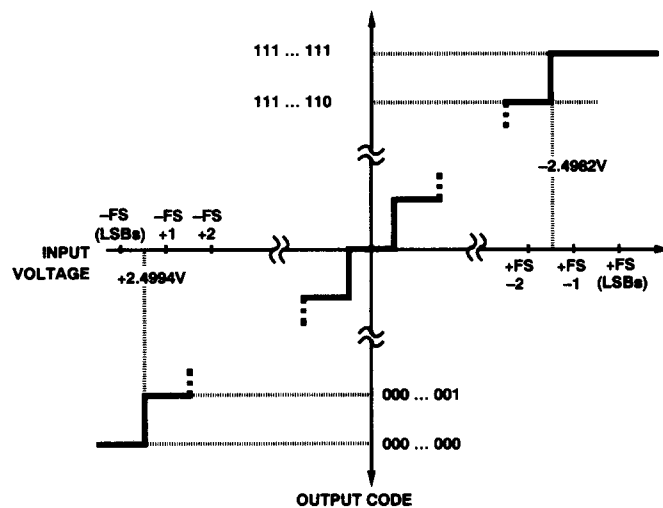 111 ... 111
111 ... 110
–2.4982V
–FS
(LSBs)
–FS
+1
–FS
+2
INPUT
VOLTAGE
+2.4994V
+FS
–2
+FS
–1
+FS
(LSBs)
000 ... 001
000 ... 000
OUTPUT CODE